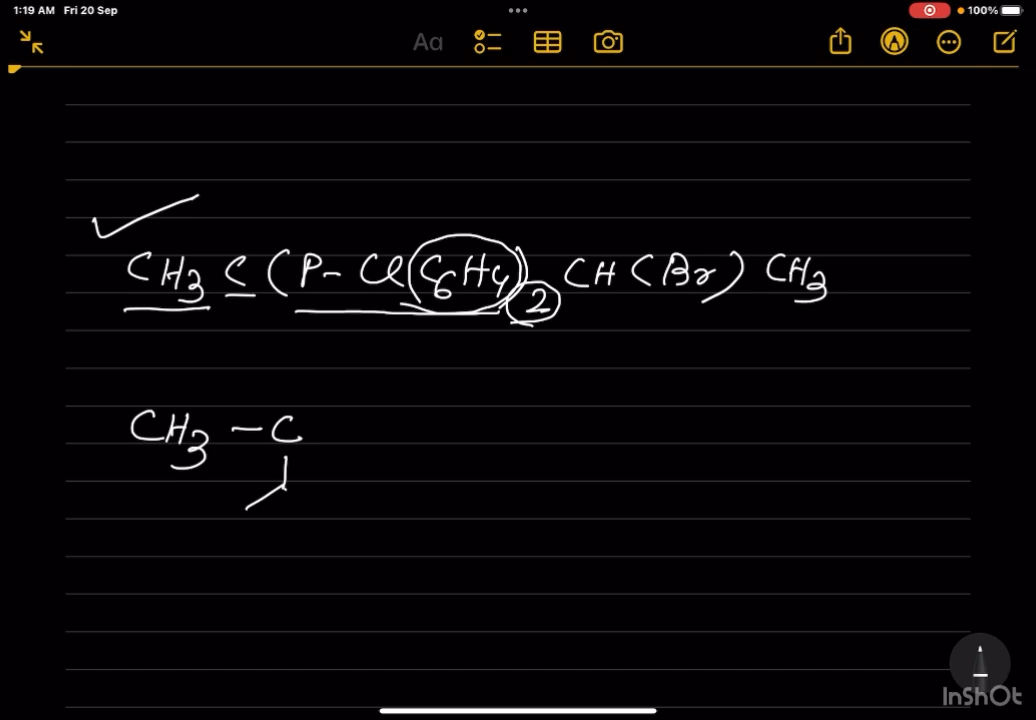 1:19 AM Fri 20 Sep
100%
Aa
CH3 C (P- Cl(C6H4)2 CH (Br) CH3
CH3 - C
InShOt